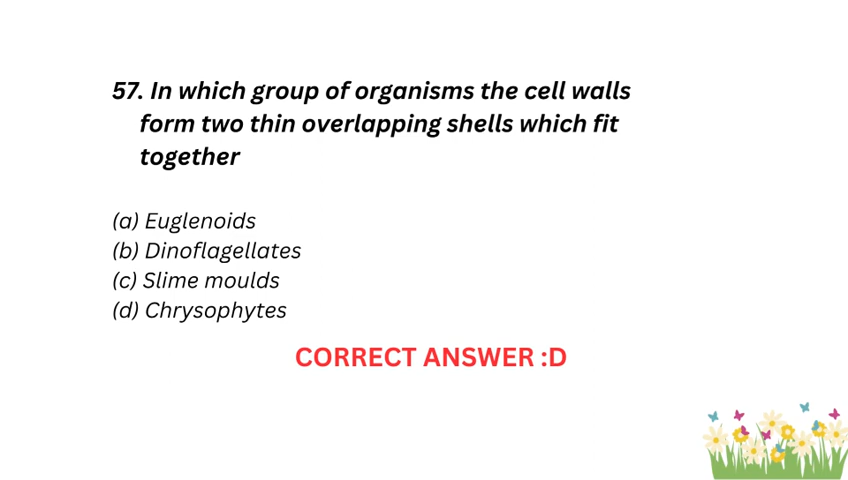 57. In which group of organisms the cell walls
form two thin overlapping shells which fit
together
(a) Euglenoids
(b) Dinoflagellates
(c) Slime moulds
(d) Chrysophytes
CORRECT ANSWER :D